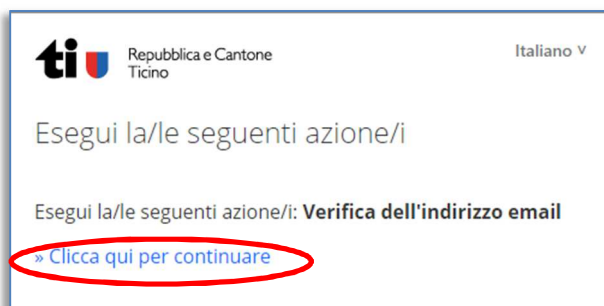 ti
Repubblica e Cantone
Ticino
Italiano ˅
Esegui la/le seguenti azione/i
Esegui la/le seguenti azione/i: Verifica dell'indirizzo email
» Clicca qui per continuare